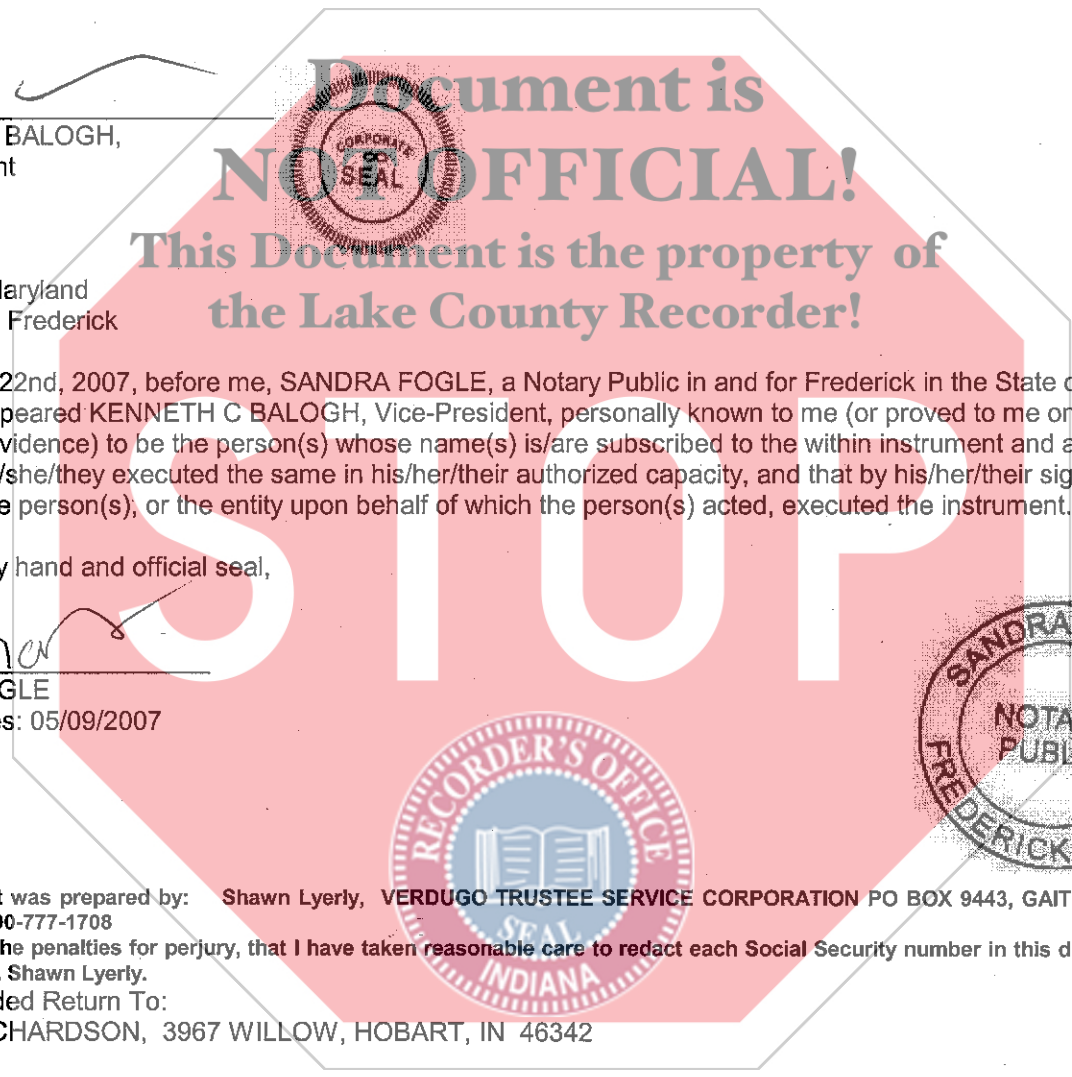 Document is
NOT OFFICIAL!
This Document is the property of
the Lake County Recorder!
STOP
BALOGH,
nt
CORPORATE
SEAL
laryland
Frederick
22nd, 2007, before me, SANDRA FOGLE, a Notary Public in and for Frederick in the State o
peared KENNETH C BALOGH, Vice-President, personally known to me (or proved to me on
vidence) to be the person(s) whose name(s) is/are subscribed to the within instrument and a
/she/they executed the same in his/her/their authorized capacity, and that by his/her/their sig
e person(s), or the entity upon behalf of which the person(s) acted, executed the instrument.
y hand and official seal,
GLE
es: 05/09/2007
SANDRA
NOTA
PUBL
FREDERICK
RECORDER'S OFFICE
SEAL
INDIANA
t was prepared by: Shawn Lyerly, VERDUGO TRUSTEE SERVICE CORPORATION PO BOX 9443, GAIT
00-777-1708
he penalties for perjury, that I have taken reasonable care to redact each Social Security number in this d
. Shawn Lyerly.
ded Return To:
CHARDSON, 3967 WILLOW, HOBART, IN 46342